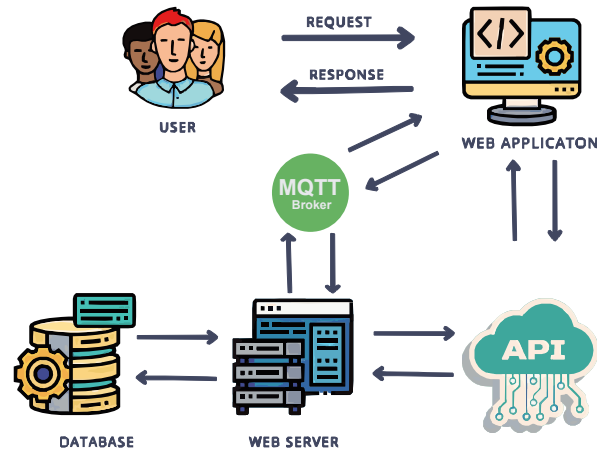 REQUEST
RESPONSE
USER
WEB APPLICATON
MQTT
Broker
API
DATABASE
WEB SERVER